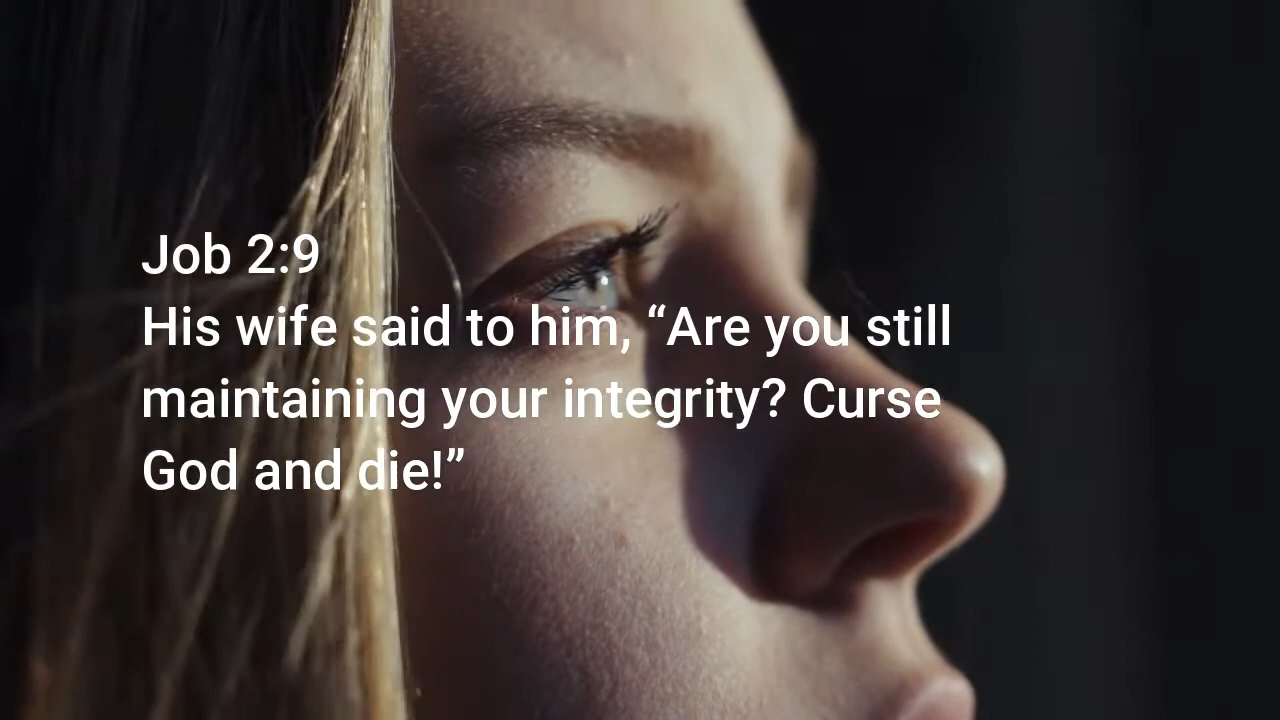 Job 2:9
His wife said to him, “Are you still
maintaining your integrity? Curse
God and die!”